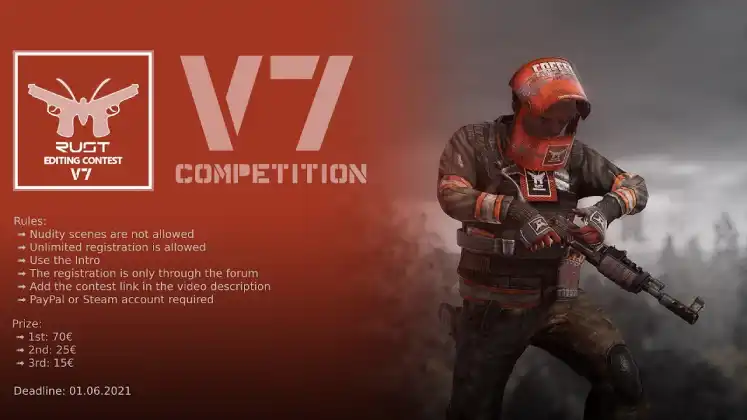 V7
COMPETITION
RUST
EDITING CONTEST
V7
Rules:
➟ Nudity scenes are not allowed
➟ Unlimited registration is allowed
➟ Use the Intro
➟ The registration is only through the forum
➟ Add the contest link in the video description
➟ PayPal or Steam account required
Prize:
➟ 1st: 70€
➟ 2nd: 25€
➟ 3rd: 15€
Deadline: 01.06.2021